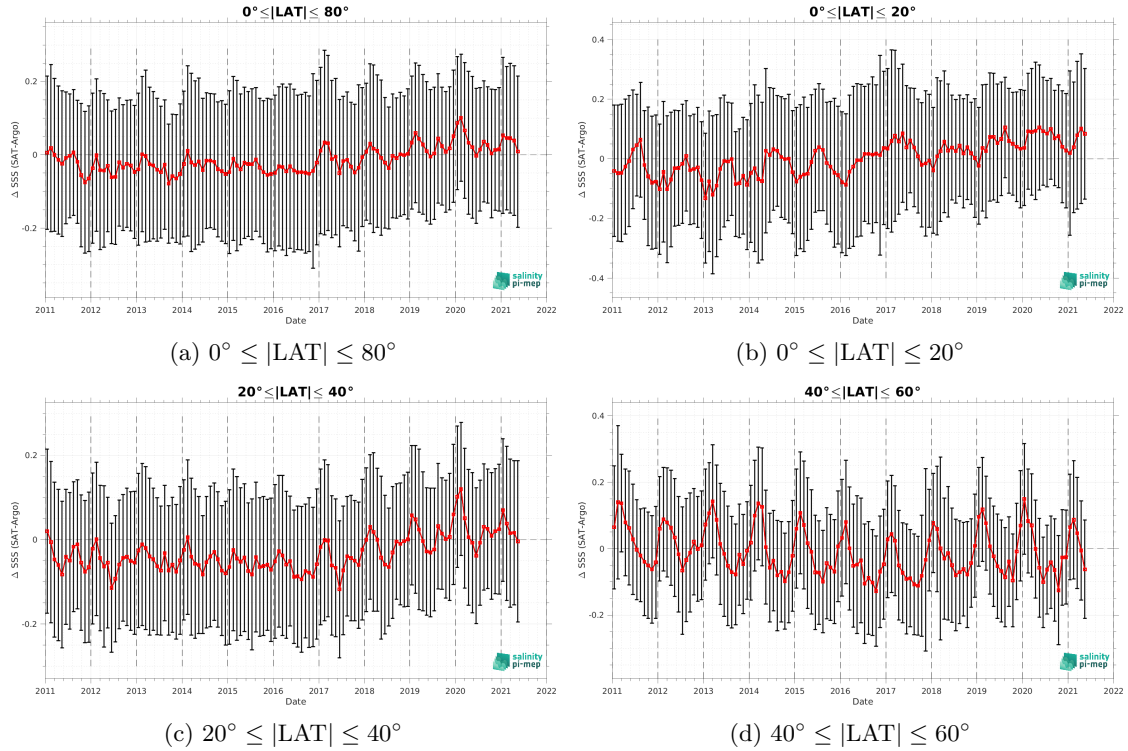 0°≤|LAT|≤ 80°
Δ SSS (SAT-Argo)
0.2
0
-0.2
salinity
pi-mep
2011 2012 2013 2014 2015 2016 2017 2018 2019 2020 2021 2022
Date
(a) 0° ≤ |LAT| ≤ 80°
0°≤|LAT|≤ 20°
Δ SSS (SAT-Argo)
0.4
0.2
0
-0.2
-0.4
salinity
pi-mep
2011 2012 2013 2014 2015 2016 2017 2018 2019 2020 2021 2022
Date
(b) 0° ≤ |LAT| ≤ 20°
20°≤|LAT|≤ 40°
Δ SSS (SAT-Argo)
0.2
0
-0.2
salinity
pi-mep
2011 2012 2013 2014 2015 2016 2017 2018 2019 2020 2021 2022
Date
(c) 20° ≤ |LAT| ≤ 40°
40°≤|LAT|≤ 60°
Δ SSS (SAT-Argo)
0.4
0.2
0
-0.2
salinity
pi-mep
2011 2012 2013 2014 2015 2016 2017 2018 2019 2020 2021 2022
Date
(d) 40° ≤ |LAT| ≤ 60°